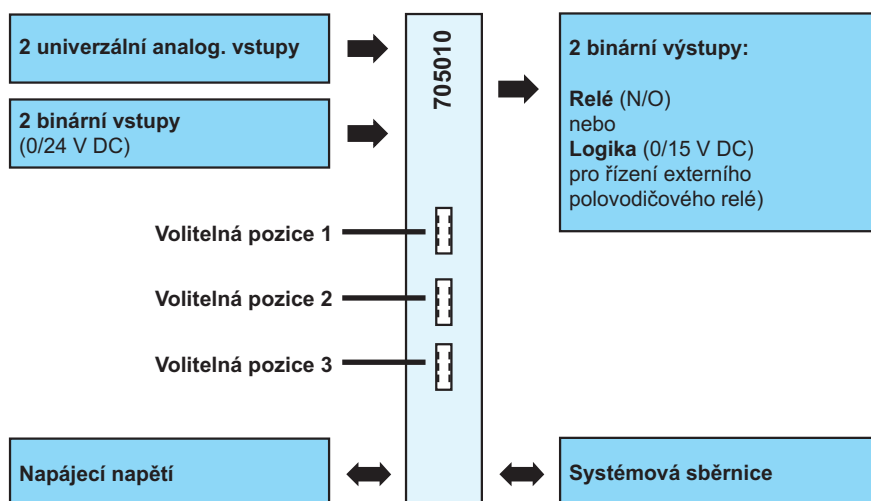 2 univerzální analog. vstupy
2 binární vstupy
(0/24 V DC)
705010
2 binární výstupy:
Relé (N/O)
nebo
Logika (0/15 V DC)
pro řízení externího
polovodičového relé)
Volitelná pozice 1
Volitelná pozice 2
Volitelná pozice 3
Napájecí napětí
Systémová sběrnice